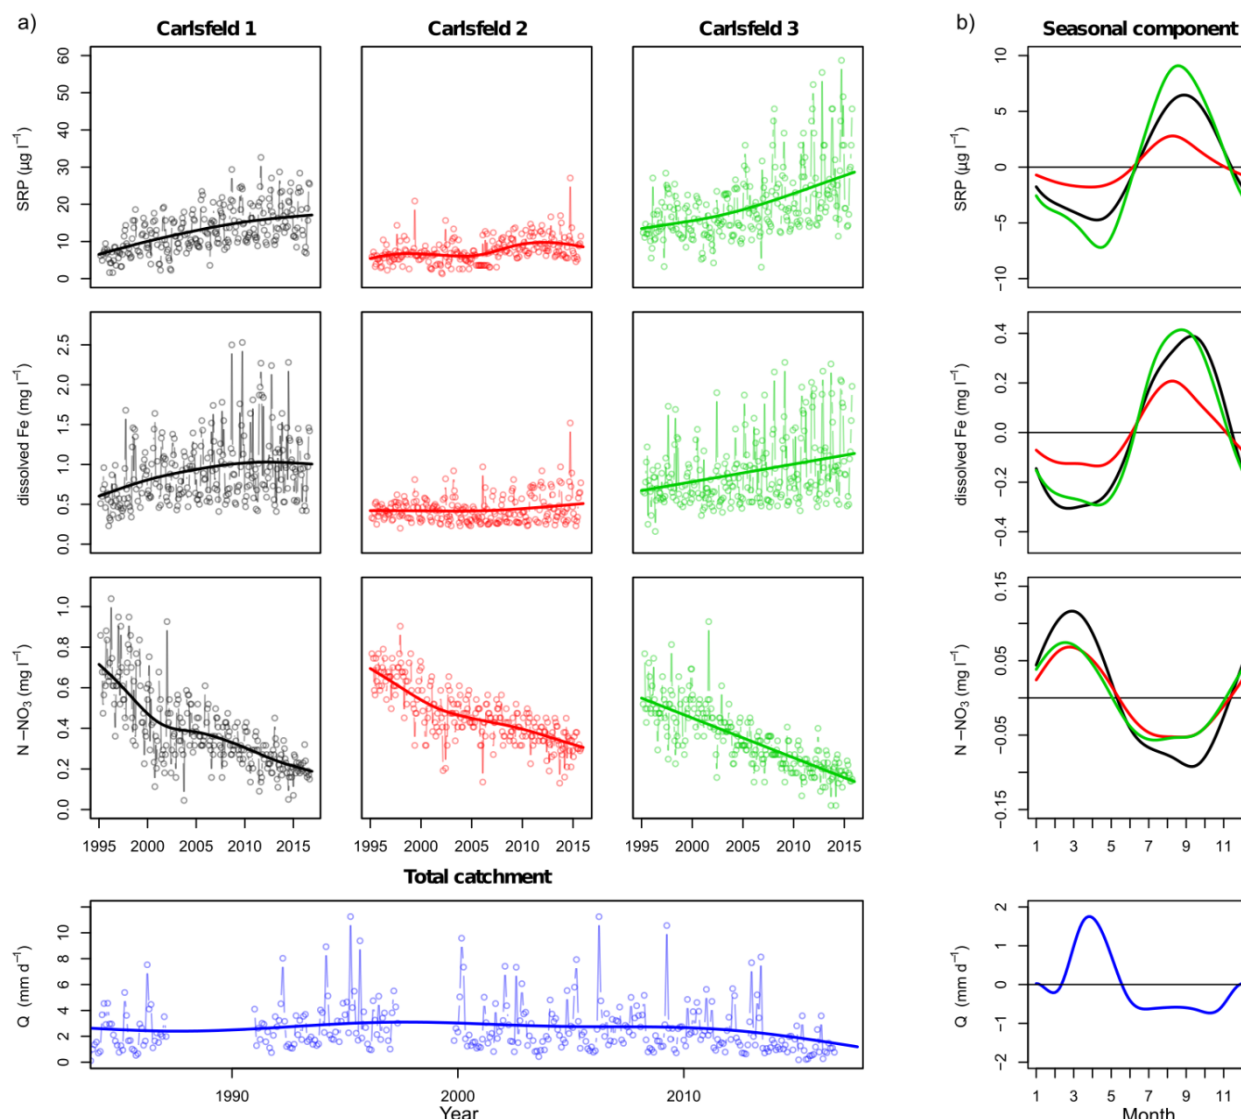 a)
Carlsfeld 1 Carlsfeld 2 Carlsfeld 3
b)
Seasonal component
SRP (µg l⁻¹)
0 10 20 30 40 50 60
SRP (µg l⁻¹)
−10 −5 0 5 10
dissolved Fe (mg l⁻¹)
0.0 0.5 1.0 1.5 2.0 2.5
dissolved Fe (mg l⁻¹)
−0.4 −0.2 0.0 0.2 0.4
N −NO₃ (mg l⁻¹)
0.0 0.2 0.4 0.6 0.8 1.0
N −NO₃ (mg l⁻¹)
−0.15 −0.05 0.05 0.15
1995 2000 2005 2010 2015
1995 2000 2005 2010 2015
1995 2000 2005 2010 2015
1 3 5 7 9 11
Total catchment
Q (mm d⁻¹)
0 2 4 6 8 10
1990 2000 2010
Year
Q (mm d⁻¹)
−2 −1 0 1 2
1 3 5 7 9 11
Month